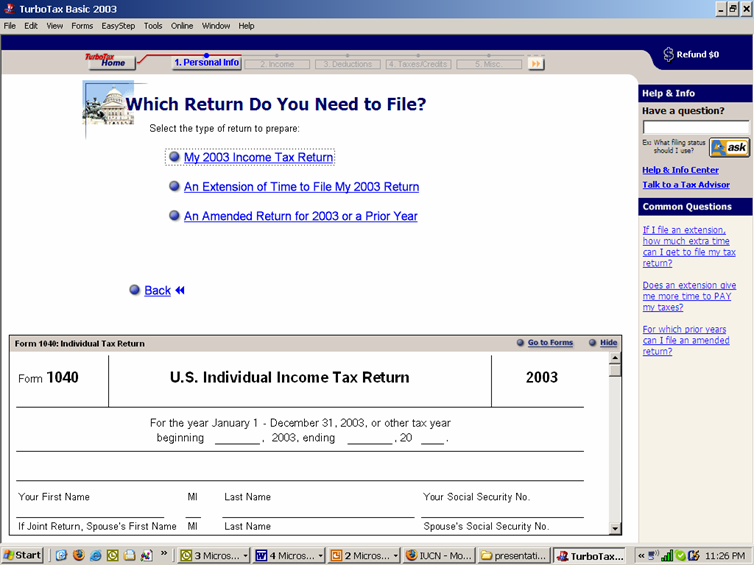 TurboTax Basic 2003
File Edit View Forms EasyStep Tools Online Window Help
TurboTax Home
1. Personal Info
2. Income
3. Deductions
4. Taxes/Credits
5. Misc.
Refund $0
Which Return Do You Need to File?
Select the type of return to prepare:
My 2003 Income Tax Return
An Extension of Time to File My 2003 Return
An Amended Return for 2003 or a Prior Year
Back
Help & Info
Have a question?
Ex: What filing status
should I use?
ask
Help & Info Center
Talk to a Tax Advisor
Common Questions
If I file an extension,
how much extra time
can I get to file my tax
return?
Does an extension give
me more time to PAY
my taxes?
For which prior years
can I file an amended
return?
Form 1040: Individual Tax Return
Go to Forms
Hide
Form 1040
U.S. Individual Income Tax Return
2003
For the year January 1 - December 31, 2003, or other tax year
beginning _______, 2003, ending _______, 20 ____.
Your First Name MI Last Name Your Social Security No.
If Joint Return, Spouse's First Name MI Last Name Spouse's Social Security No.
Start
3 Micros...
4 Micros...
2 Micros...
IUCN - Mo...
presentati...
TurboTax...
11:26 PM